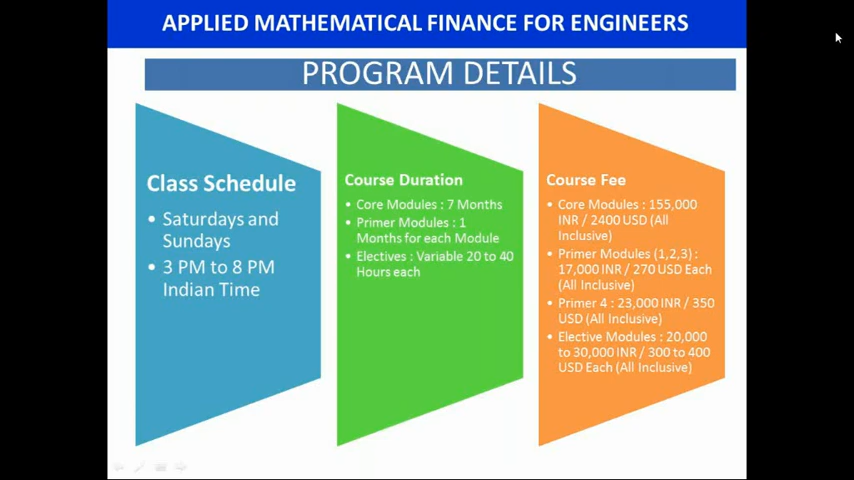 APPLIED MATHEMATICAL FINANCE FOR ENGINEERS
PROGRAM DETAILS
Class Schedule
• Saturdays and
Sundays
• 3 PM to 8 PM
Indian Time
Course Duration
• Core Modules : 7 Months
• Primer Modules : 1
Months for each Module
• Electives : Variable 20 to 40
Hours each
Course Fee
• Core Modules : 155,000
INR / 2400 USD (All
Inclusive)
• Primer Modules (1,2,3) :
17,000 INR / 270 USD Each
(All Inclusive)
• Primer 4 : 23,000 INR / 350
USD (All Inclusive)
• Elective Modules : 20,000
to 30,000 INR / 300 to 400
USD Each (All Inclusive)